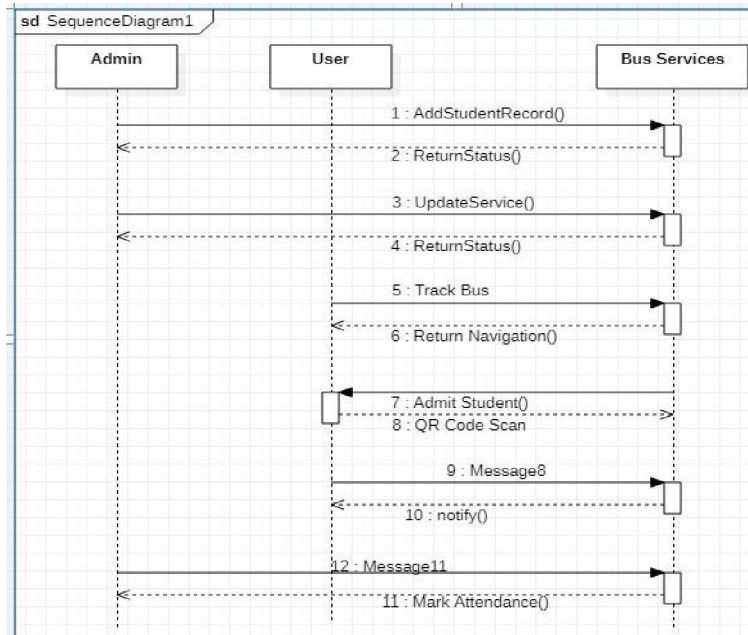 sd SequenceDiagram1
Admin
User
Bus Services
1 : AddStudentRecord()
2 : ReturnStatus()
3 : UpdateService()
4 : ReturnStatus()
5 : Track Bus
6 : Return Navigation()
7 : Admit Student()
8 : QR Code Scan
9 : Message8
10 : notify()
12 : Message11
11 : Mark Attendance()